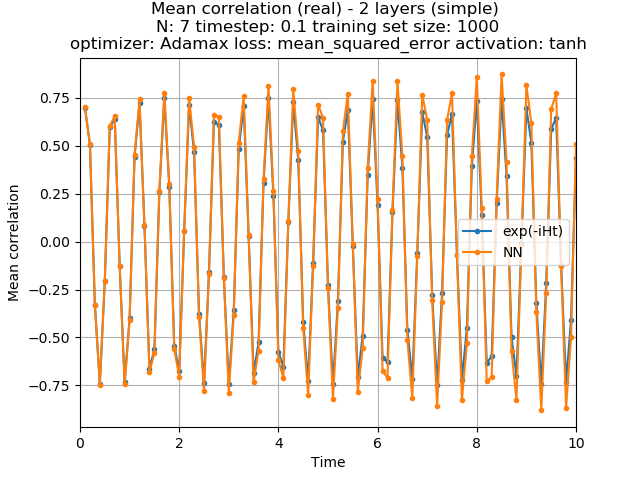 Mean correlation (real) - 2 layers (simple)
N: 7 timestep: 0.1 training set size: 1000
optimizer: Adamax loss: mean_squared_error activation: tanh
Mean correlation
0.75
0.50
0.25
0.00
−0.25
−0.50
−0.75
exp(-iHt)
NN
0
2
4
6
8
10
Time